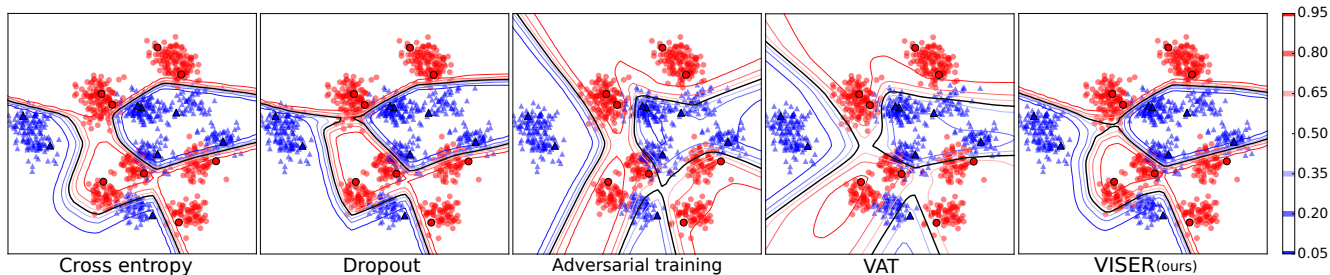 0.95
0.80
0.65
0.50
0.35
0.20
0.05
Cross entropy
Dropout
Adversarial training
VAT
VISER(ours)